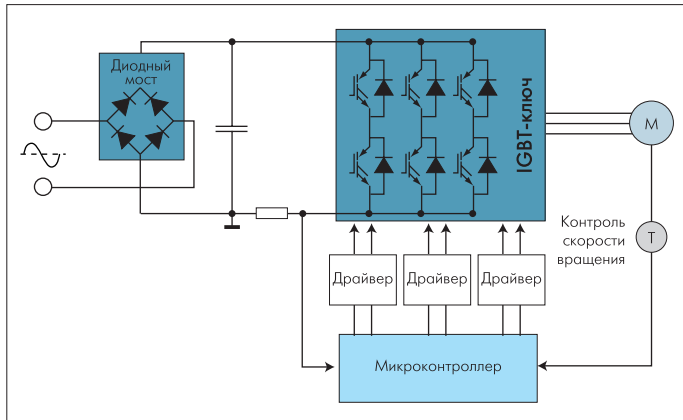 Диодный
мост
IGBT-ключ
М
Контроль
скорости
вращения
Т
Драйвер
Драйвер
Драйвер
Микроконтроллер